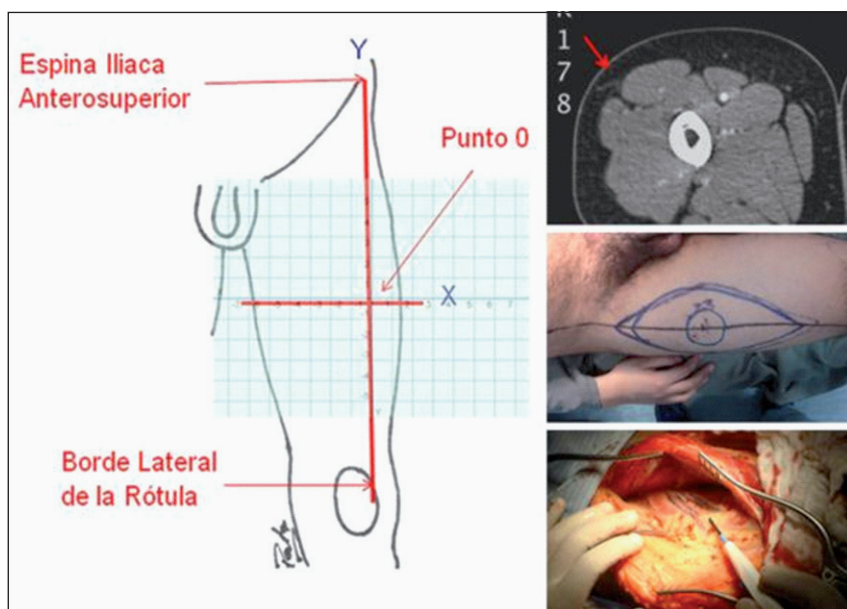 Y
Espina Iliaca
Anterosuperior
Punto 0
X
Borde Lateral
de la Rótula
1
7
8